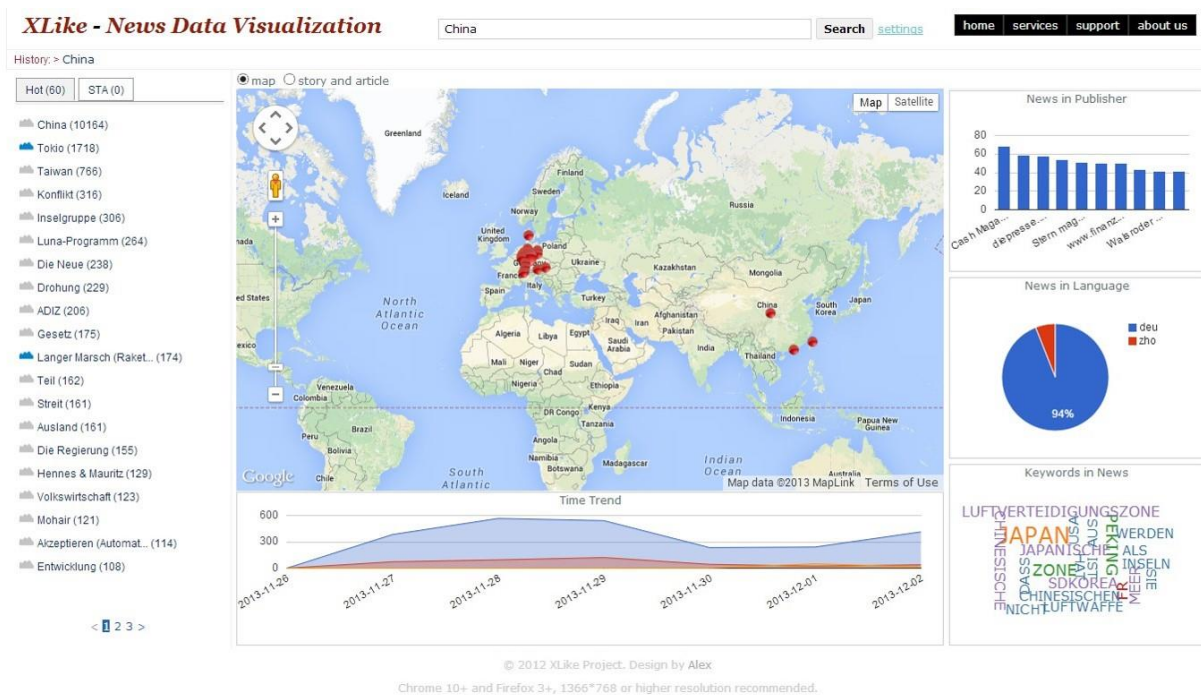 XLike - News Data Visualization
China
Search settings
home services support about us
History: > China
Hot (60) STA (0)
China (10164)
Tokio (1718)
Taiwan (766)
Konflikt (316)
Inselgruppe (306)
Luna-Programm (264)
Die Neue (238)
Drohung (229)
ADIZ (206)
Gesetz (175)
Langer Marsch (Raket... (174)
Teil (162)
Streit (161)
Ausland (161)
Die Regierung (155)
Hennes & Mauritz (129)
Volkswirtschaft (123)
Mohair (121)
Akzeptieren (Automat... (114)
Entwicklung (108)
< 1 2 3 >
map story and article
Map Satellite
Greenland
Iceland
Finland
Sweden
Norway
Russia
United
Kingdom
Poland
Ukraine
France
Kazakhstan
Mongolia
Spain
Italy
Turkey
China
South
Korea
Japan
ed States
North
Atlantic
Ocean
Afghanistan
Iraq
Iran
Pakistan
Algeria
Libya
Egypt
Saudi
Arabia
India
Thailand
Mali
Niger
Chad
Sudan
Nigeria
Ethiopia
Venezuela
Colombia
DR Congo
Kenya
Tanzania
Indonesia
Papua New
Guinea
Peru
Brazil
Bolivia
Angola
Namibia
Botswana
Madagascar
Chile
South
Atlantic
Indian
Ocean
Australia
Google
Map data ©2013 MapLink Terms of Use
Time Trend
600
300
0
2013-11-26
2013-11-27
2013-11-28
2013-11-29
2013-11-30
2013-12-01
2013-12-02
News in Publisher
80
60
40
20
0
Cash Maga...
diepresse....
Stern mag...
www.finanz...
Walsroder ...
News in Language
deu
zho
94%
Keywords in News
LUFTVERTEIDIGUNGSZONE
CHINESISCHE
JAPAN
USA
AUS
PEKING
WERDEN
JAPANISCHE
ALS
DASS
ZONE
HAT
IST
INSELN
SDKOREA
FR
MEER
SIE
CHINESISCHEN
NICHT
LUFTWAFFE
© 2012 XLike Project. Design by Alex
Chrome 10+ and Firefox 3+, 1366*768 or higher resolution recommended.